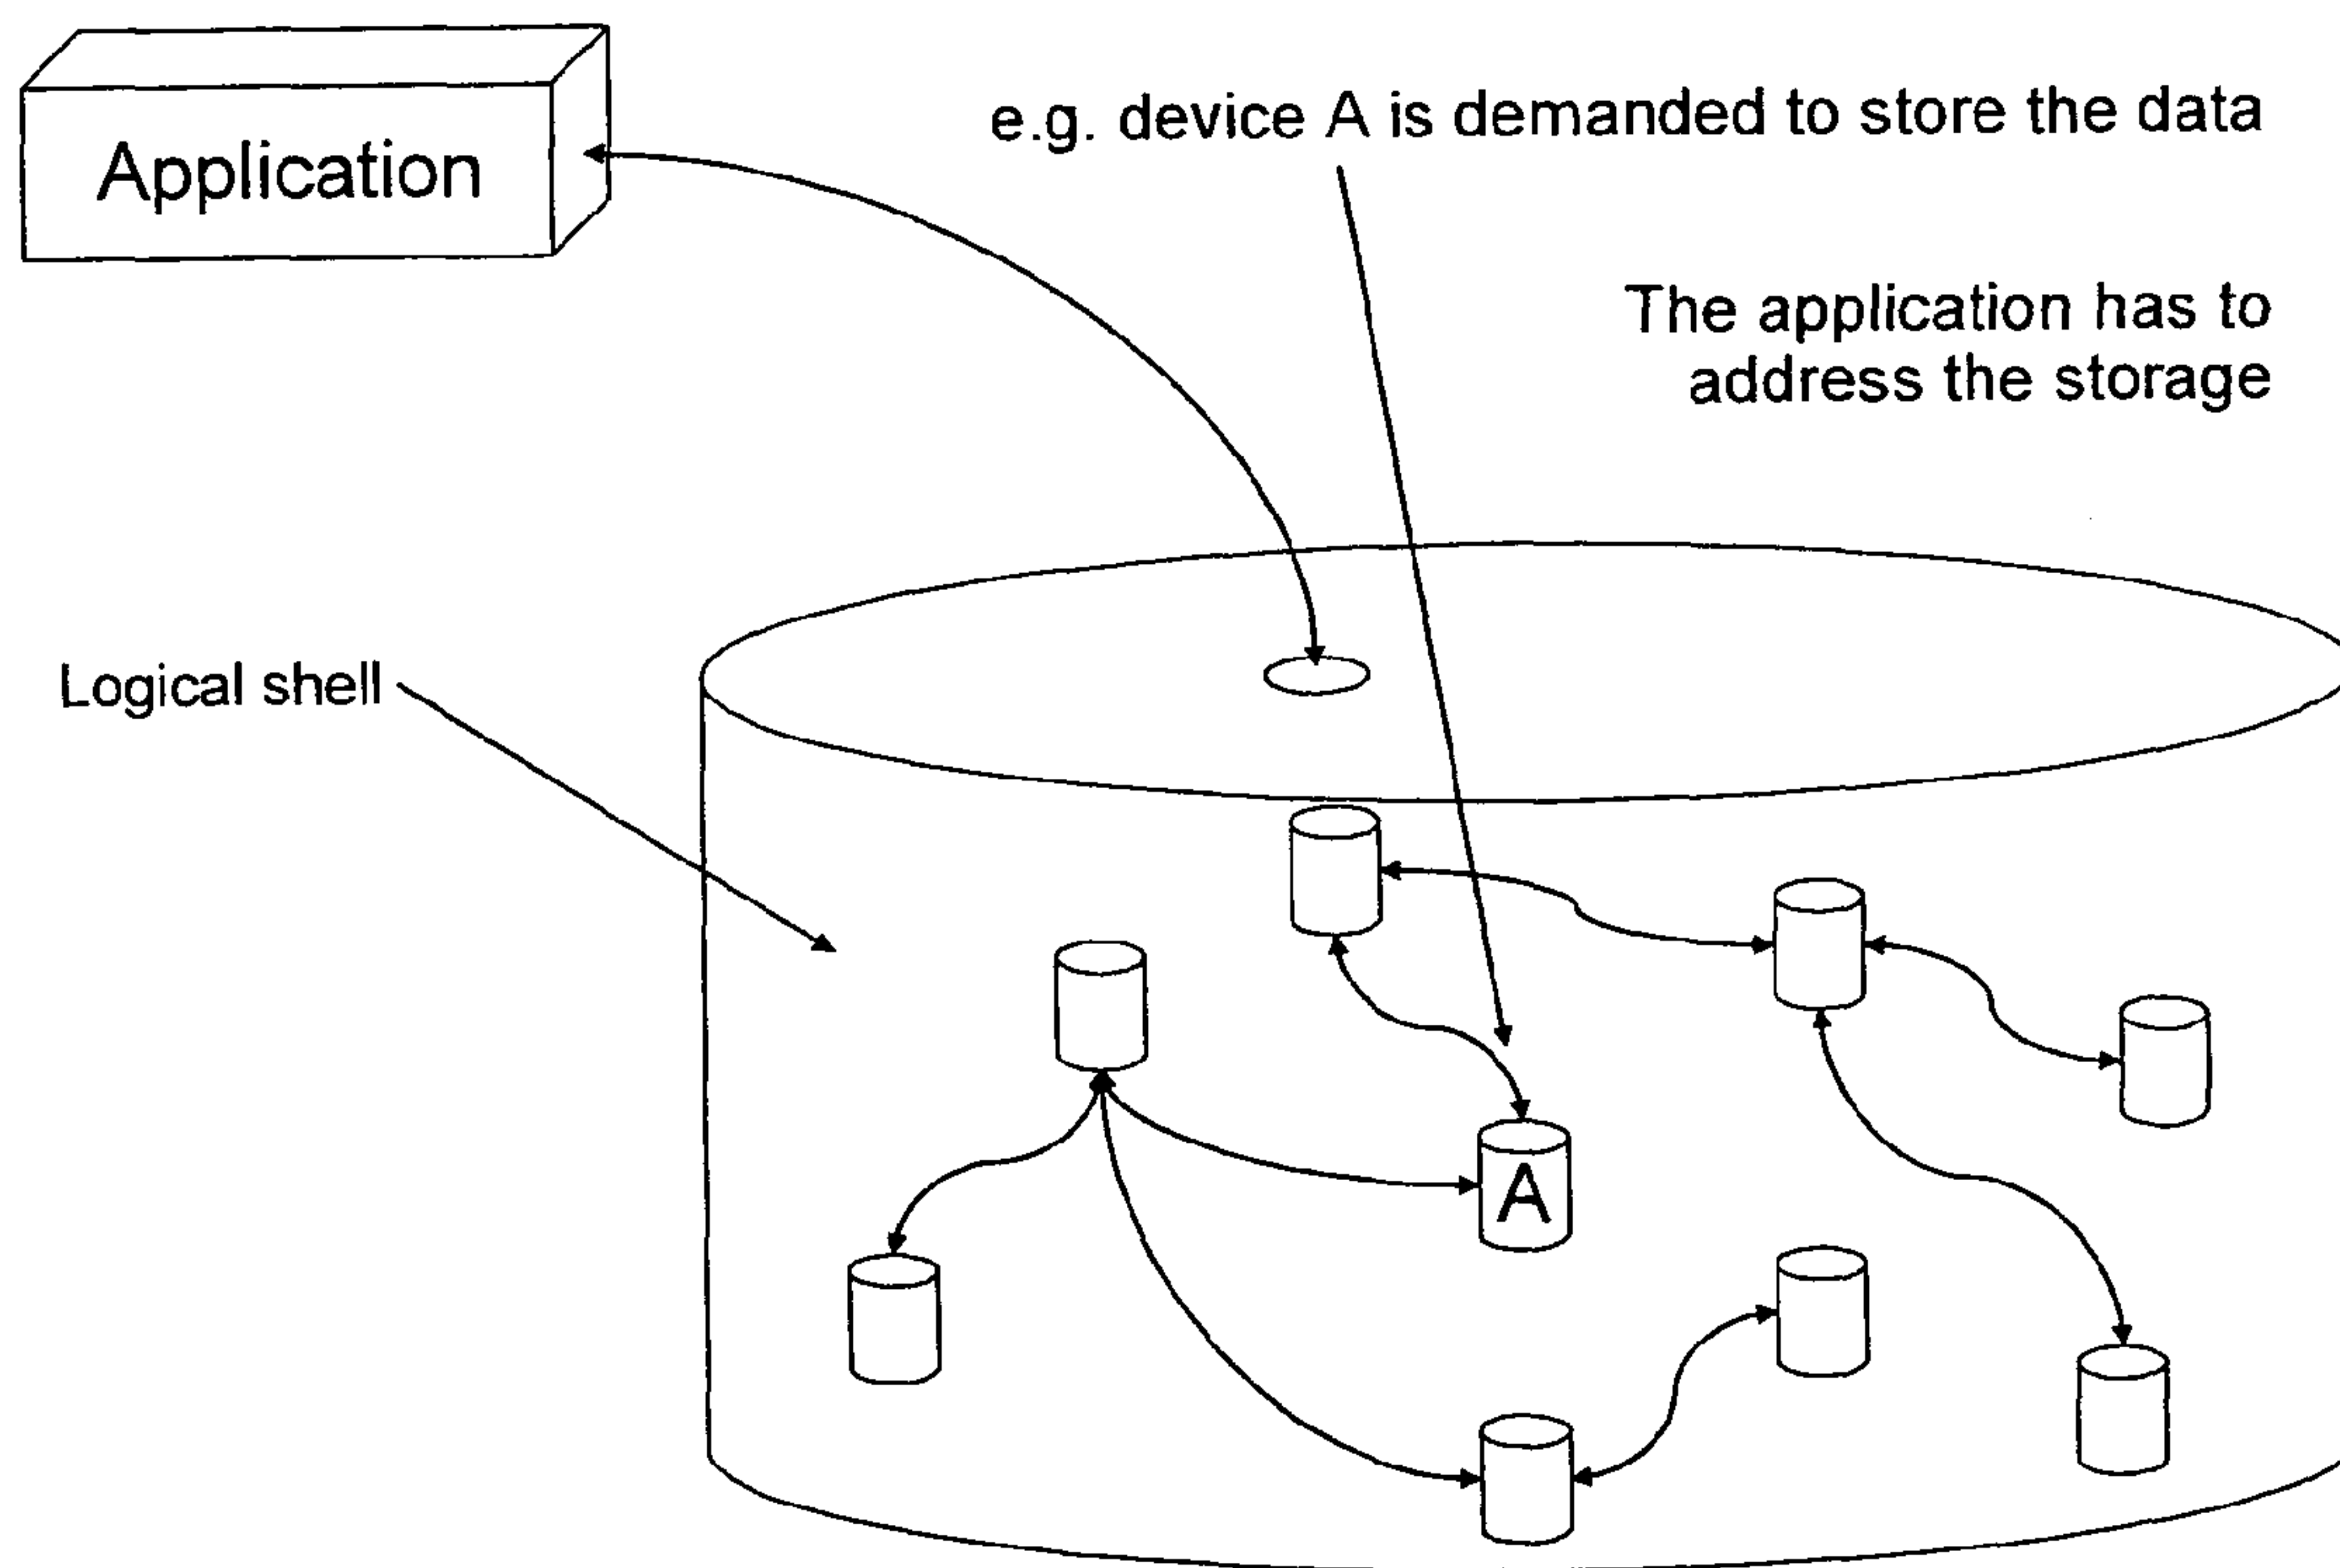 Application
e.g. device A is demanded to store the data
The application has to
address the storage
Logical shell
A